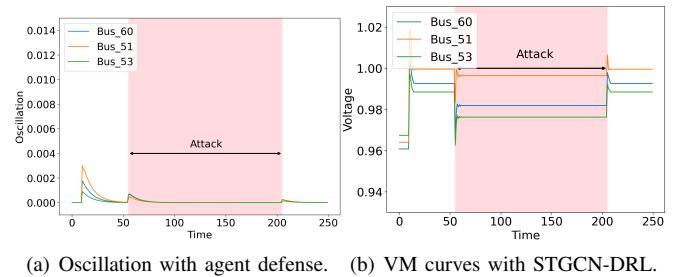 0.014
0.012
0.010
0.008
0.006
0.004
0.002
0.000
Oscillation
Bus_60
Bus_51
Bus_53
Attack
0
50
100
150
200
250
Time
1.02
1.00
0.98
0.96
0.94
Voltage
Bus_60
Bus_51
Bus_53
Attack
0
50
100
150
200
250
Time
(a) Oscillation with agent defense.
(b) VM curves with STGCN-DRL.